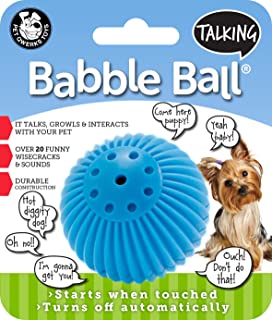 PET QWERKS TOYS
TALKING
Babble Ball®
IT TALKS, GROWLS & INTERACTS
WITH YOUR PET
OVER 20 FUNNY
WISECRACKS
& SOUNDS
DURABLE
CONSTRUCTION
Come here
puppy!
Yeah
baby!
Hot
diggity
dog!
Oh no!!
I'm gonna
get you!
Ouch!
Don't do
that!
Starts when touched
Turns off automatically